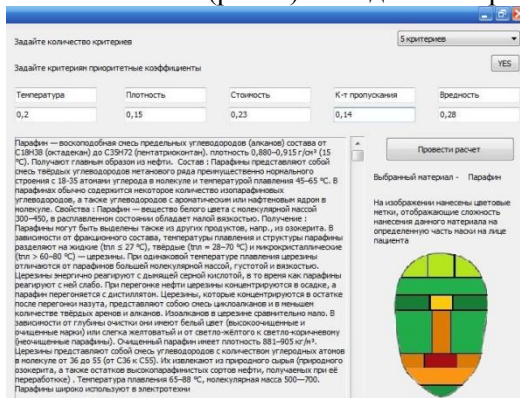 Задайте количество критериев
5 критериев
Задайте критериям приоритетные коэффициенты
YES
Температура Плотность Стоимость К-т пропускания Вредность
0,2 0,15 0,23 0,14 0,28
Парафин — воскоподобная смесь предельных углеводородов (алканов) состава от
С18Н38 (октадекан) до С35Н72 (пентатриоконтан). плотность 0,880–0,915 г/см³ (15
°C). Получают главным образом из нефти. Состав : Парафины представляют собой
смесь твёрдых углеводородов метанового ряда преимущественно нормального
строения с 18-35 атомами углерода в молекуле и температурой плавления 45–65 °C. В
парафинах обычно содержится некоторое количество изопарафиновых
углеводородов, а также углеводородов с ароматическим или нафтеновым ядром в
молекуле. Свойства : Парафин — вещество белого цвета с молекулярной массой
300—450, в расплавленном состоянии обладает малой вязкостью. Получение :
Парафины могут быть выделены также из других продуктов, напр., из озокерита. В
зависимости от фракционного состава, температуры плавления и структуры парафины
разделяют на жидкие (tпл ≤ 27 °C), твёрдые (tпл = 28–70 °C) и микрокристаллические
(tпл > 60–80 °C) — церезины. При одинаковой температуре плавления церезины
отличаются от парафинов большей молекулярной массой, густотой и вязкостью.
Церезины энергично реагируют с дымящей серной кислотой, в то время как парафины
реагируют с ней слабо. При перегонке нефти церезины концентрируются в осадке, а
парафин перегоняется с дистиллятом. Церезины, которые концентрируются в остатке
после перегонки мазута, представляют собою смесь циклоалканов и в меньшем
количестве твёрдых аренов и алканов. Изоалканов в церезине сравнительно мало. В
зависимости от глубины очистки они имеют белый цвет (высокоочищенные и
очищенные марки) или слегка желтоватый и от светло-жёлтого к светло-коричневому
(неочищенные парафины). Очищенный парафин имеет плотность 881–905 кг/м³.
Церезины представляют собой смесь углеводородов с количеством углеродных атомов
в молекуле от 36 до 55 (от С36 к С55). Их извлекают из природного сырья (природного
озокерита, а также остатков высокопарафинистых сортов нефти, получаемых при её
переработке) . Температура плавления 65–88 °C, молекулярная масса 500—700.
Парафины широко используют в электротехни
Провести расчет
Выбранный материал - Парафин
На изображении нанесены цветовые
метки, отображающие сложность
нанесения данного материала на
определенную часть маски на лице
пациента